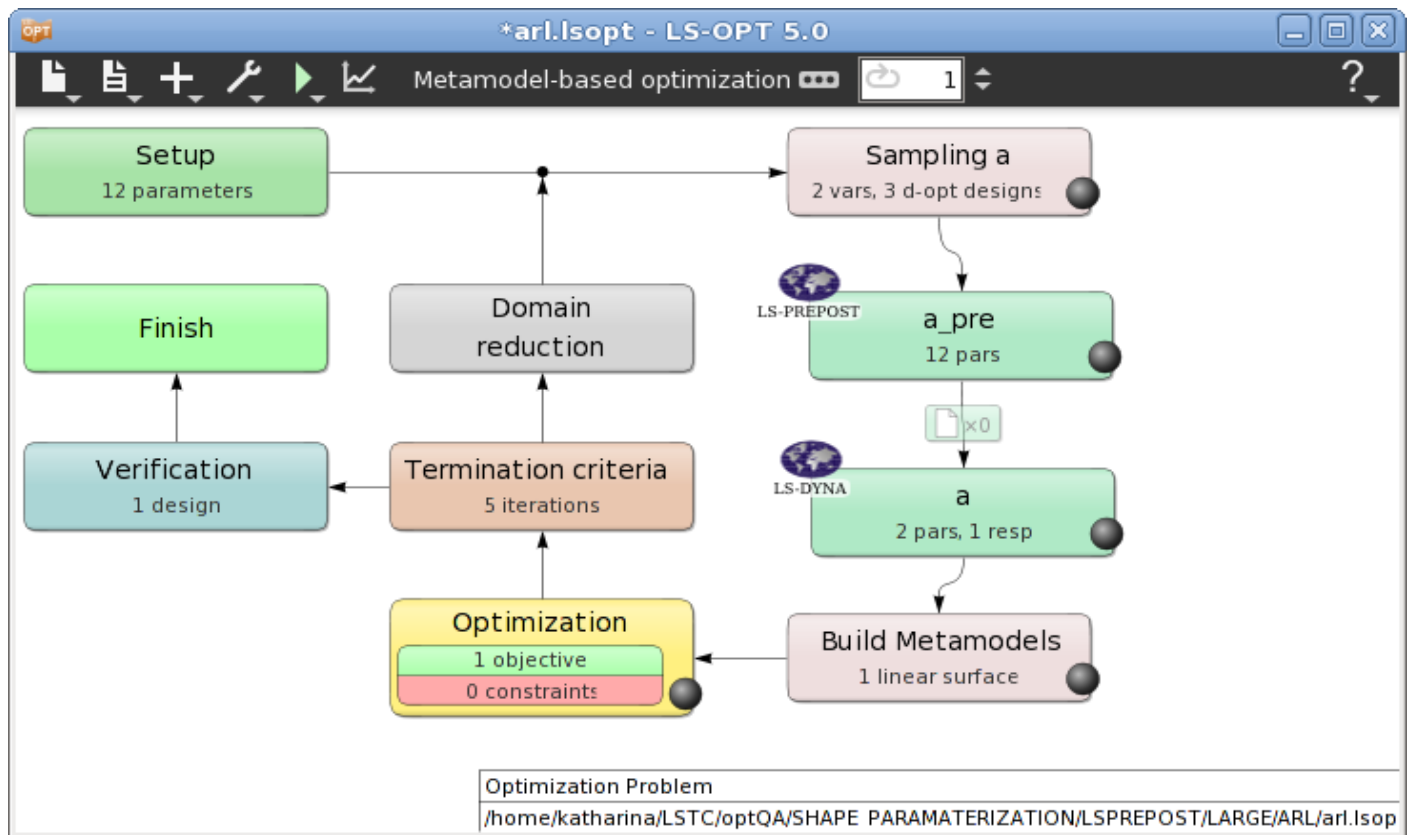 OPT
*arl.lsopt - LS-OPT 5.0
Metamodel-based optimization
1
?
Setup
12 parameters
Sampling a
2 vars, 3 d-opt designs
LS-PREPOST
a_pre
12 pars
Finish
Domain
reduction
×0
Verification
1 design
Termination criteria
5 iterations
LS-DYNA
a
2 pars, 1 resp
Optimization
1 objective
0 constraints
Build Metamodels
1 linear surface
Optimization Problem
/home/katharina/LSTC/optQA/SHAPE_PARAMATERIZATION/LSPREPOST/LARGE/ARL/arl.lsop